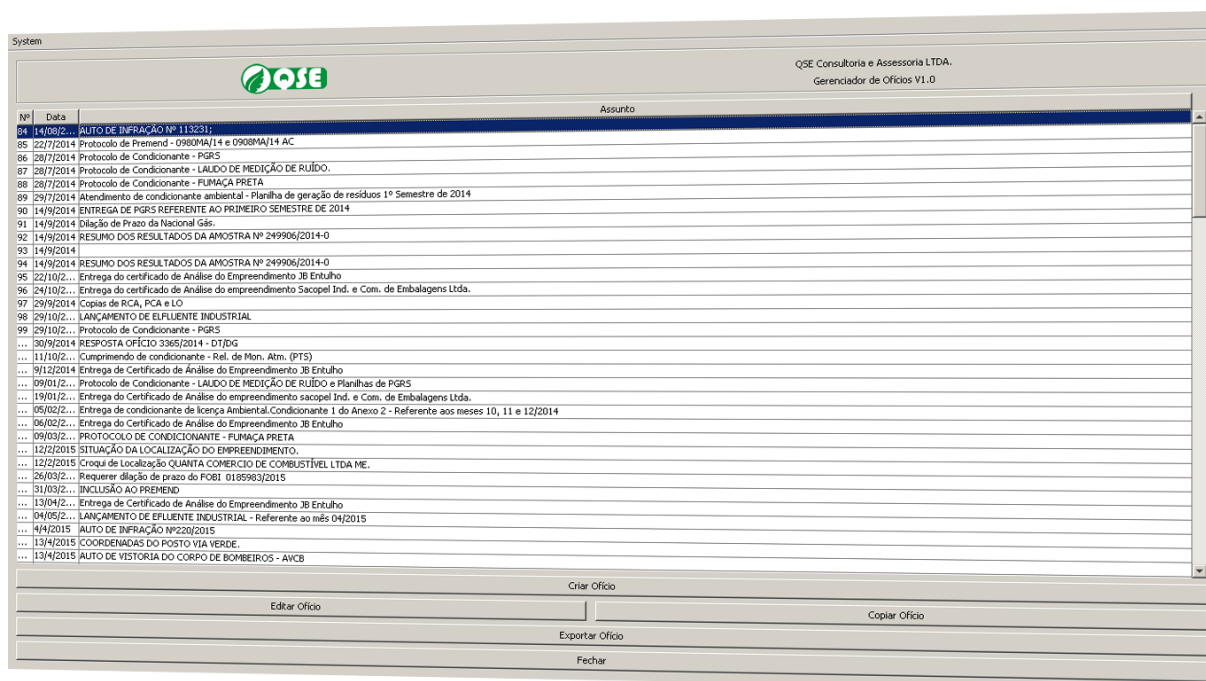 System
QSE
QSE Consultoria e Assessoria LTDA.
Gerenciador de Ofícios V1.0
Nº Data Assunto
84 14/08/2... AUTO DE INFRAÇÃO Nº 113231;
85 22/7/2014 Protocolo de Premend - 0980MA/14 e 0908MA/14 AC
86 28/7/2014 Protocolo de Condicionante - PGRS
87 28/7/2014 Protocolo de Condicionante - LAUDO DE MEDIÇÃO DE RUÍDO.
88 28/7/2014 Protocolo de Condicionante - FUMAÇA PRETA
89 29/7/2014 Atendimento de condicionante ambiental - Planilha de geração de resíduos 1º Semestre de 2014
90 14/9/2014 ENTREGA DE PGRS REFERENTE AO PRIMEIRO SEMESTRE DE 2014
91 14/9/2014 Dilação de Prazo da Nacional Gás.
92 14/9/2014 RESUMO DOS RESULTADOS DA AMOSTRA Nº 249906/2014-0
93 14/9/2014
94 14/9/2014 RESUMO DOS RESULTADOS DA AMOSTRA Nº 249906/2014-0
95 22/10/2... Entrega do certificado de Análise do Empreendimento JB Entulho
96 24/10/2... Entrega do certificado de Análise do empreendimento Sacopel Ind. e Com. de Embalagens Ltda.
97 29/9/2014 Copias de RCA, PCA e LO
98 29/10/2... LANÇAMENTO DE ELFLUENTE INDUSTRIAL
99 29/10/2... Protocolo de Condicionante - PGRS
... 30/9/2014 RESPOSTA OFÍCIO 3365/2014 - DT/DG
... 11/10/2... Cumprimendo de condicionante - Rel. de Mon. Atm. (PTS)
... 9/12/2014 Entrega de Certificado de Análise do Empreendimento JB Entulho
... 09/01/2... Protocolo de Condicionante - LAUDO DE MEDIÇÃO DE RUÍDO e Planilhas de PGRS
... 19/01/2... Entrega do Certificado de Análise do empreendimento sacopel Ind. e Com. de Embalagens Ltda.
... 05/02/2... Entrega de condicionante de licença Ambiental.Condicionante 1 do Anexo 2 - Referente aos meses 10, 11 e 12/2014
... 06/02/2... Entrega do Certificado de Análise do Empreendimento JB Entulho
... 09/03/2... PROTOCOLO DE CONDICIONANTE - FUMAÇA PRETA
... 12/2/2015 SITUAÇÃO DA LOCALIZAÇÃO DO EMPREENDIMENTO.
... 12/2/2015 Croqui de Localização QUANTA COMERCIO DE COMBUSTÍVEL LTDA ME.
... 26/03/2... Requerer dilação de prazo do FOBI 0185983/2015
... 31/03/2... INCLUSÃO AO PREMEND
... 13/04/2... Entrega de Certificado de Análise do Empreendimento JB Entulho
... 04/05/2... LANÇAMENTO DE EFLUENTE INDUSTRIAL - Referente ao mês 04/2015
... 4/4/2015 AUTO DE INFRAÇÃO Nº220/2015
... 13/4/2015 COORDENADAS DO POSTO VIA VERDE.
... 13/4/2015 AUTO DE VISTORIA DO CORPO DE BOMBEIROS - AVCB
Criar Ofício
Editar Ofício Copiar Ofício
Exportar Ofício
Fechar